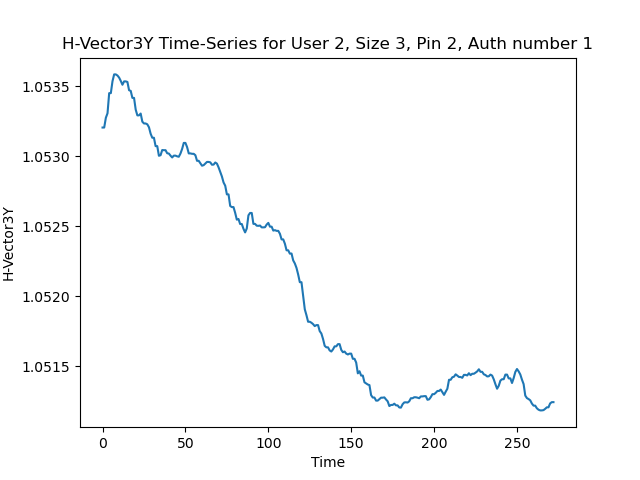 H-Vector3Y Time-Series for User 2, Size 3, Pin 2, Auth number 1
H-Vector3Y
1.0535
1.0530
1.0525
1.0520
1.0515
0 50 100 150 200 250
Time